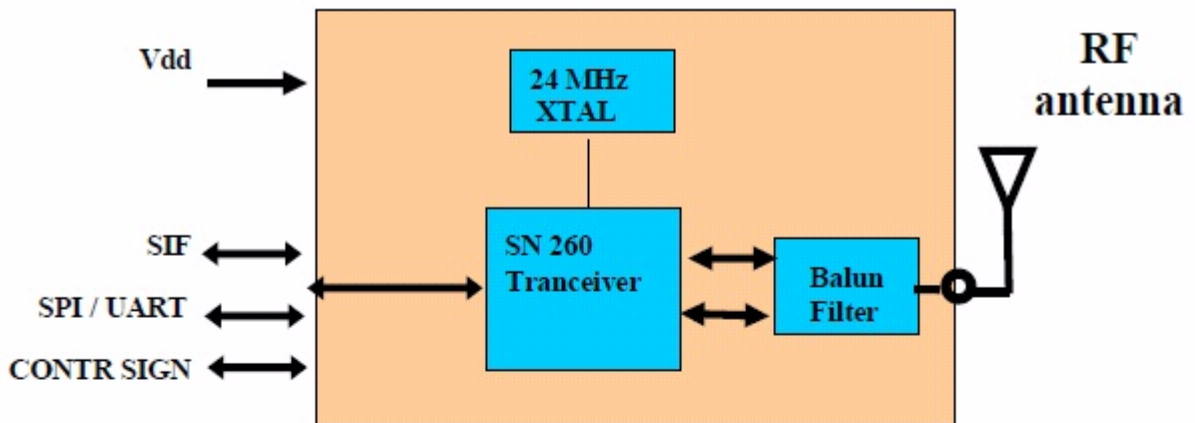 Vdd
24 MHz
XTAL
RF
antenna
SIF
SPI / UART
CONTR SIGN
SN 260
Tranceiver
Balun
Filter